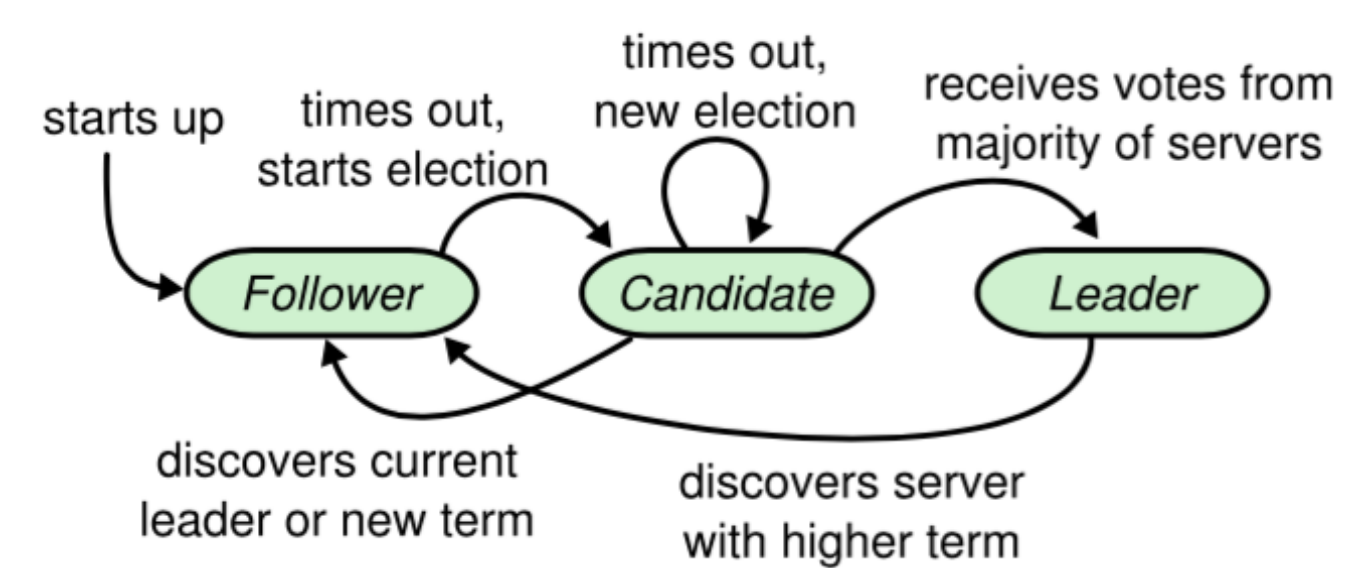 starts up
times out,
starts election
times out,
new election
receives votes from
majority of servers
Follower
Candidate
Leader
discovers current
leader or new term
discovers server
with higher term